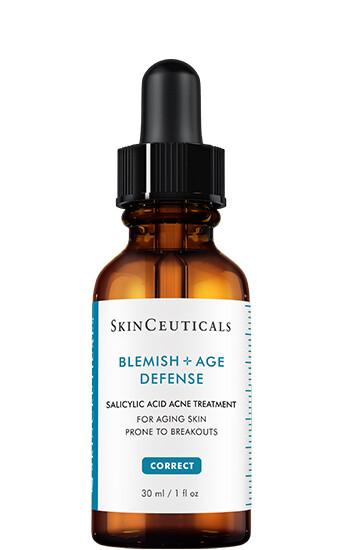 SKINCEUTICALS
BLEMISH + AGE
DEFENSE
SALICYLIC ACID ACNE TREATMENT
FOR AGING SKIN
PRONE TO BREAKOUTS
CORRECT
30 ml / 1 fl oz